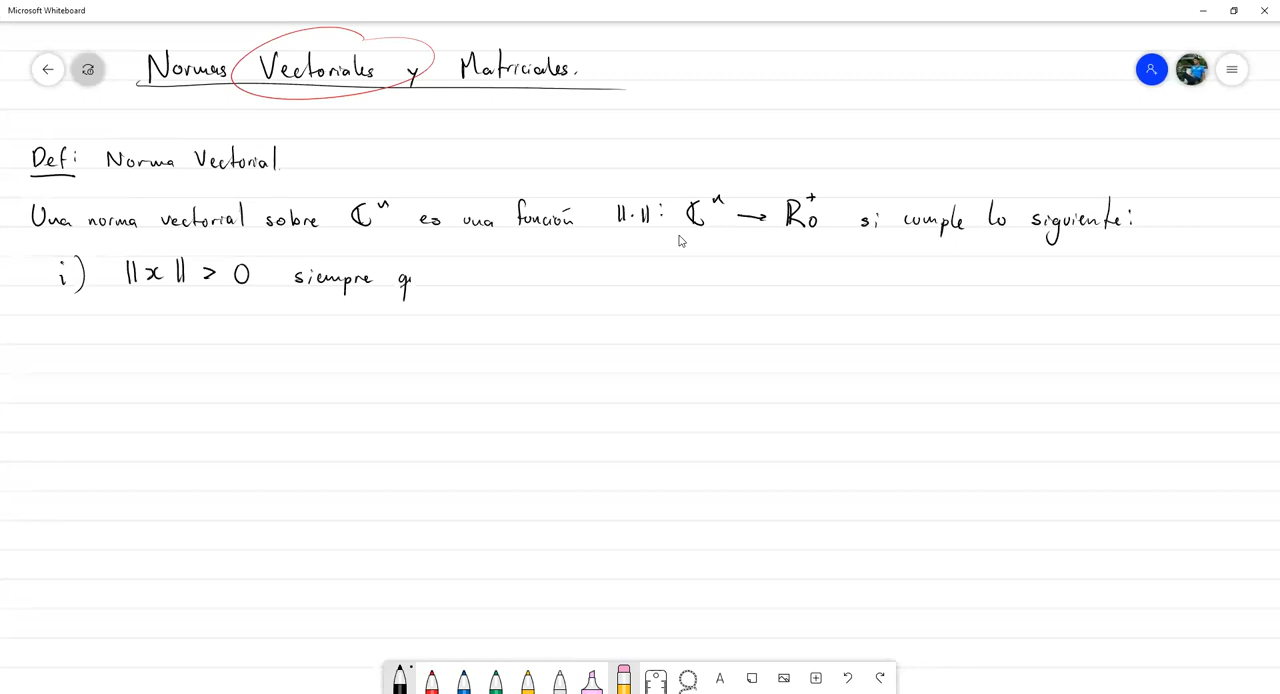 Microsoft Whiteboard
Normas Vectoriales y Matriciales.
Def: Norma Vectorial.
Una norma vectorial sobre ℂⁿ es una función ||·||: ℂⁿ → ℝ₀⁺ si cumple lo siguiente:
i) ||x|| > 0 siempre q